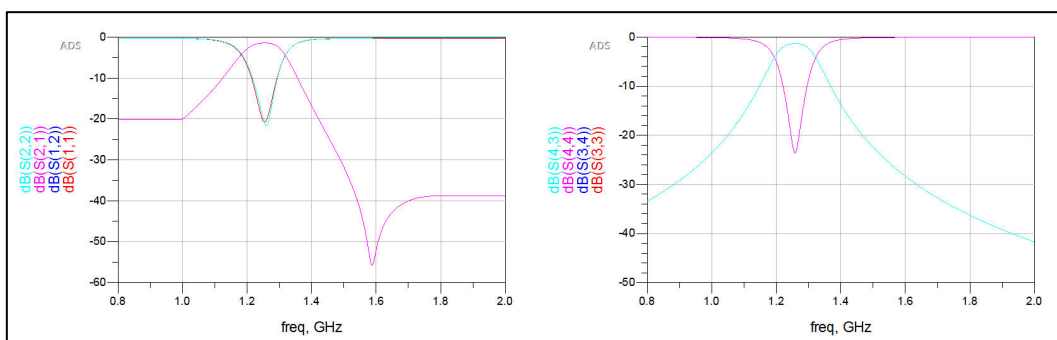 ADS
0
-10
-20
-30
-40
-50
-60
dB(S(2,2))
dB(S(2,1))
dB(S(1,2))
dB(S(1,1))
0.8 1.0 1.2 1.4 1.6 1.8 2.0
freq, GHz
ADS
0
-10
-20
-30
-40
-50
dB(S(4,3))
dB(S(4,4))
dB(S(3,4))
dB(S(3,3))
0.8 1.0 1.2 1.4 1.6 1.8 2.0
freq, GHz